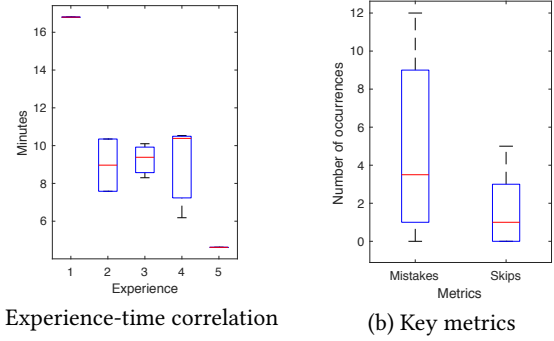 16
14
12
10
8
6
Minutes
1 2 3 4 5
Experience
Experience-time correlation
12
10
8
6
4
2
0
Number of occurrences
Mistakes Skips
Metrics
(b) Key metrics